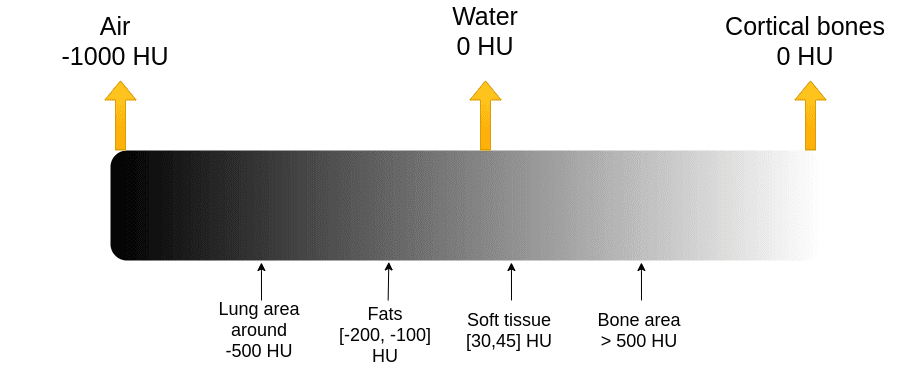 Air
-1000 HU
Water
0 HU
Cortical bones
0 HU
Lung area
around
-500 HU
Fats
[-200, -100]
HU
Soft tissue
[30,45] HU
Bone area
> 500 HU